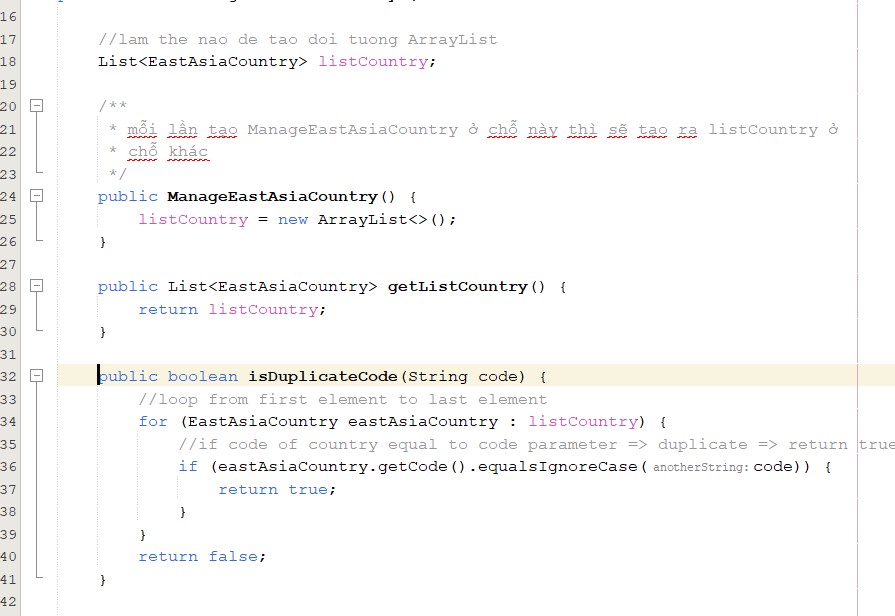 16
17 //lam the nao de tao doi tuong ArrayList
18 List<EastAsiaCountry> listCountry;
19
20 /**
21 * mỗi lần tạo ManageEastAsiaCountry ở chỗ này thì sẽ tạo ra listCountry ở
22 * chỗ khác
23 */
24 public ManageEastAsiaCountry() {
25 listCountry = new ArrayList<>();
26 }
27
28 public List<EastAsiaCountry> getListCountry() {
29 return listCountry;
30 }
31
32 public boolean isDuplicateCode(String code) {
33 //loop from first element to last element
34 for (EastAsiaCountry eastAsiaCountry : listCountry) {
35 //if code of country equal to code parameter => duplicate => return true
36 if (eastAsiaCountry.getCode().equalsIgnoreCase( anotherString: code)) {
37 return true;
38 }
39 }
40 return false;
41 }
42